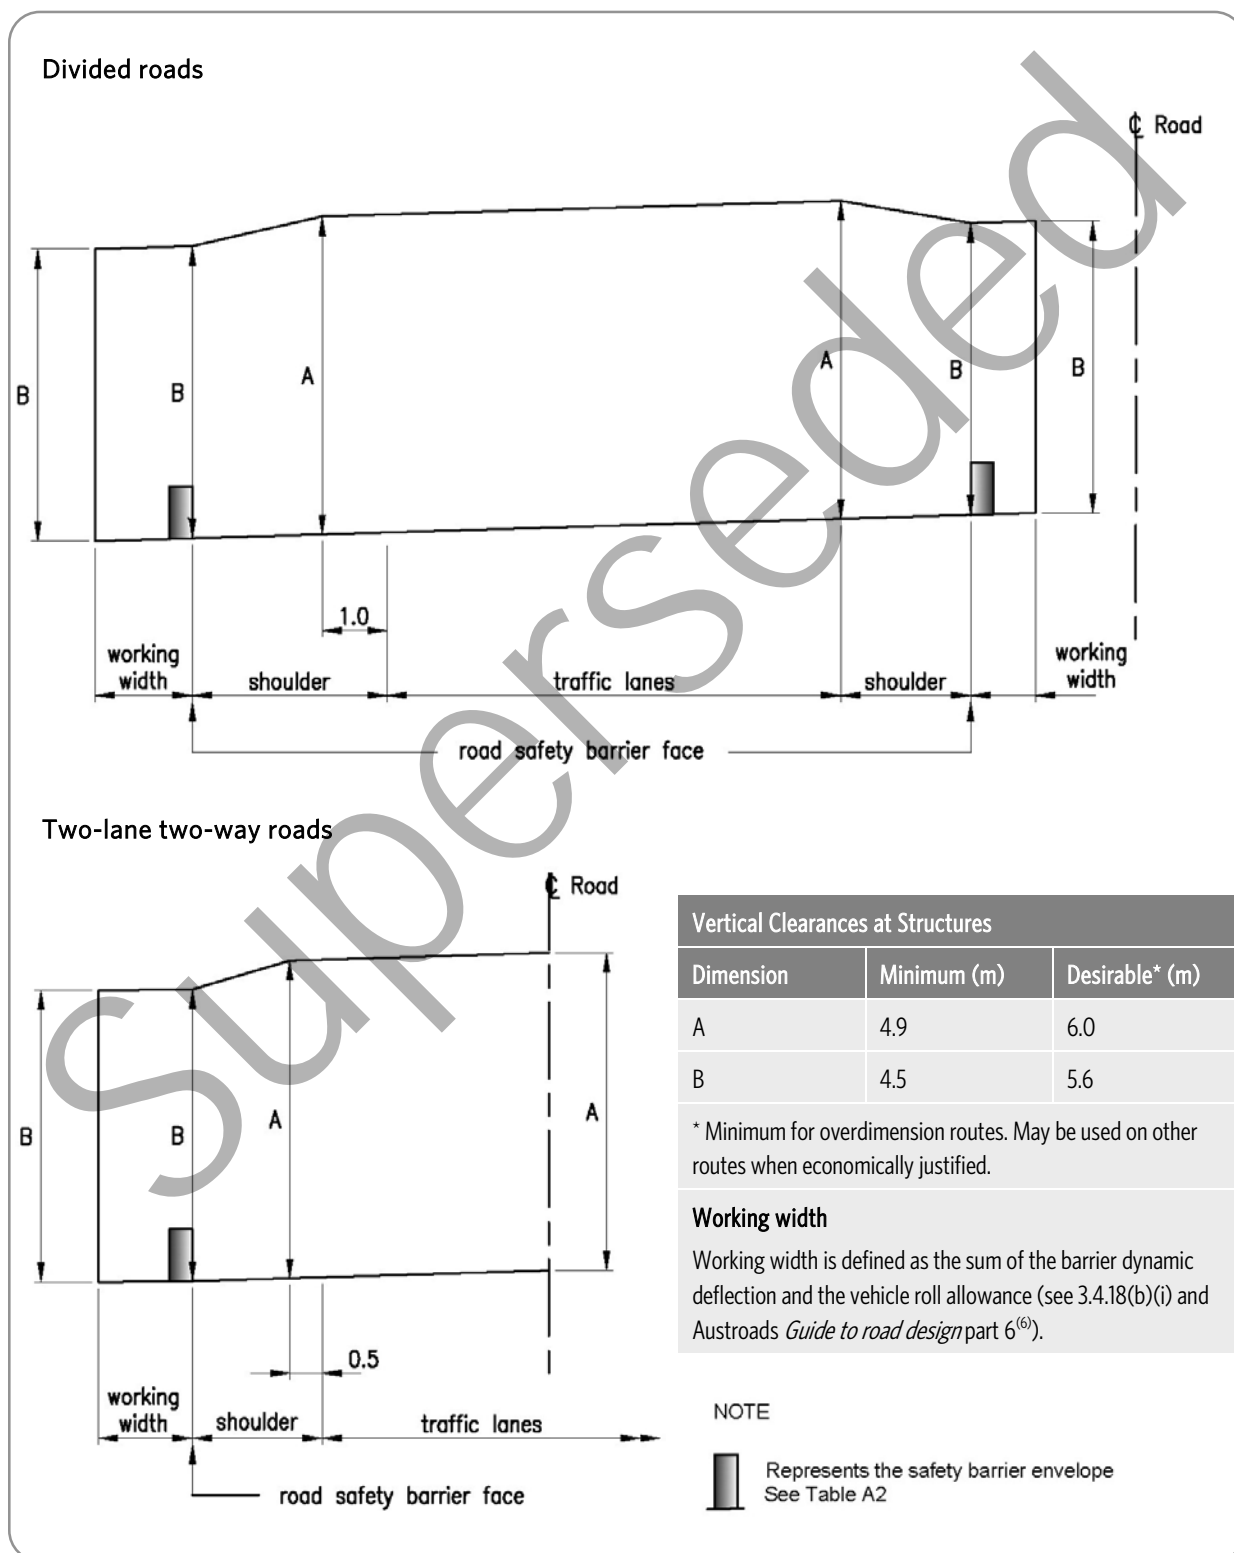 Divided roads
℄ Road
B
B
A
A
B
B
1.0
working
width
shoulder
traffic lanes
shoulder
working
width
road safety barrier face
Two-lane two-way roads
℄ Road
B
B
A
A
0.5
working
width
shoulder
traffic lanes
road safety barrier face
Vertical Clearances at Structures
Dimension Minimum (m) Desirable* (m)
A 4.9 6.0
B 4.5 5.6
* Minimum for overdimension routes. May be used on other
routes when economically justified.
Working width
Working width is defined as the sum of the barrier dynamic
deflection and the vehicle roll allowance (see 3.4.18(b)(i) and
Austroads Guide to road design part 6(6)).
NOTE
Represents the safety barrier envelope
See Table A2
Superseded